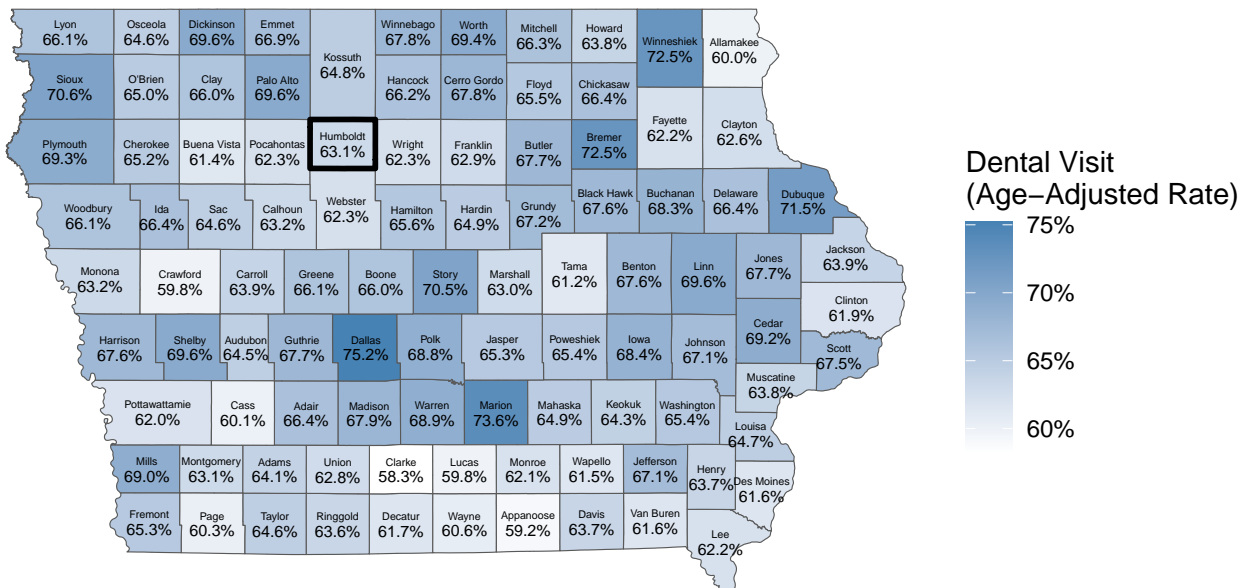 Lyon
66.1%
Osceola
64.6%
Dickinson
69.6%
Emmet
66.9%
Kossuth
64.8%
Winnebago
67.8%
Worth
69.4%
Mitchell
66.3%
Howard
63.8%
Winneshiek
72.5%
Allamakee
60.0%
Sioux
70.6%
O'Brien
65.0%
Clay
66.0%
Palo Alto
69.6%
Hancock
66.2%
Cerro Gordo
67.8%
Floyd
65.5%
Chickasaw
66.4%
Plymouth
69.3%
Cherokee
65.2%
Buena Vista
61.4%
Pocahontas
62.3%
Humboldt
63.1%
Wright
62.3%
Franklin
62.9%
Butler
67.7%
Bremer
72.5%
Fayette
62.2%
Clayton
62.6%
Woodbury
66.1%
Ida
66.4%
Sac
64.6%
Calhoun
63.2%
Webster
62.3%
Hamilton
65.6%
Hardin
64.9%
Grundy
67.2%
Black Hawk
67.6%
Buchanan
68.3%
Delaware
66.4%
Dubuque
71.5%
Monona
63.2%
Crawford
59.8%
Carroll
63.9%
Greene
66.1%
Boone
66.0%
Story
70.5%
Marshall
63.0%
Tama
61.2%
Benton
67.6%
Linn
69.6%
Jones
67.7%
Jackson
63.9%
Clinton
61.9%
Harrison
67.6%
Shelby
69.6%
Audubon
64.5%
Guthrie
67.7%
Dallas
75.2%
Polk
68.8%
Jasper
65.3%
Poweshiek
65.4%
Iowa
68.4%
Johnson
67.1%
Cedar
69.2%
Scott
67.5%
Muscatine
63.8%
Pottawattamie
62.0%
Cass
60.1%
Adair
66.4%
Madison
67.9%
Warren
68.9%
Marion
73.6%
Mahaska
64.9%
Keokuk
64.3%
Washington
65.4%
Louisa
64.7%
Mills
69.0%
Montgomery
63.1%
Adams
64.1%
Union
62.8%
Clarke
58.3%
Lucas
59.8%
Monroe
62.1%
Wapello
61.5%
Jefferson
67.1%
Henry
63.7%
Des Moines
61.6%
Fremont
65.3%
Page
60.3%
Taylor
64.6%
Ringgold
63.6%
Decatur
61.7%
Wayne
60.6%
Appanoose
59.2%
Davis
63.7%
Van Buren
61.6%
Lee
62.2%
Dental Visit
(Age−Adjusted Rate)
75%
70%
65%
60%